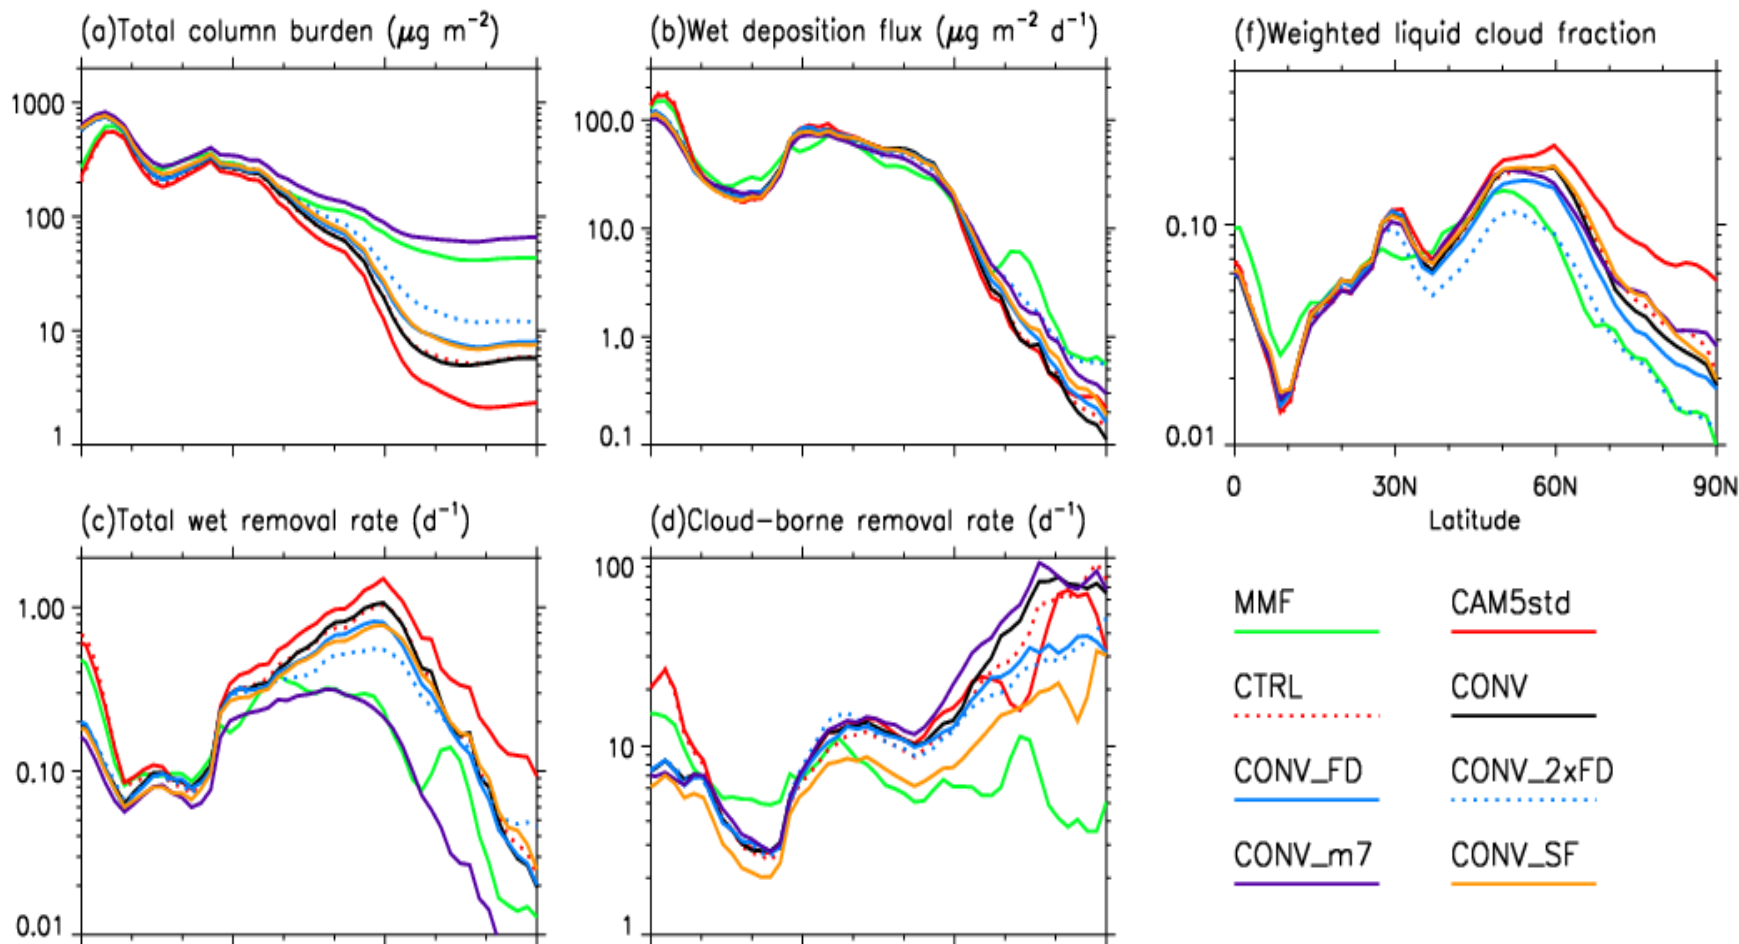 (a)Total column burden (μg m⁻²)
1000
100
10
1
(b)Wet deposition flux (μg m⁻² d⁻¹)
100.0
10.0
1.0
0.1
(f)Weighted liquid cloud fraction
0.10
0.01
0 30N 60N 90N
Latitude
(c)Total wet removal rate (d⁻¹)
1.00
0.10
0.01
(d)Cloud-borne removal rate (d⁻¹)
100
10
1
MMF CAM5std
CTRL CONV
CONV_FD CONV_2xFD
CONV_m7 CONV_SF